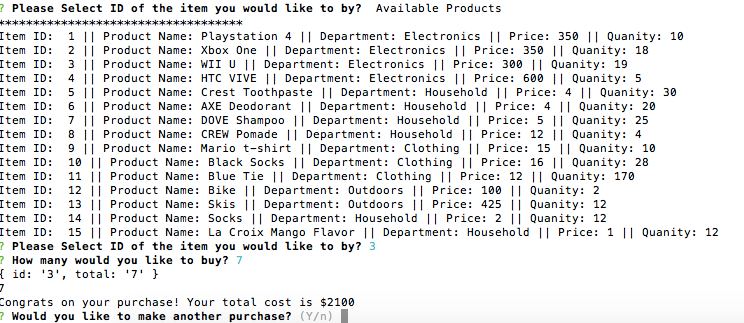 ? Please Select ID of the item you would like to by?  Available Products
***********************************
Item ID:  1 || Product Name: Playstation 4 || Department: Electronics || Price: 350 || Quanity: 10
Item ID:  2 || Product Name: Xbox One || Department: Electronics || Price: 350 || Quanity: 18
Item ID:  3 || Product Name: WII U || Department: Electronics || Price: 300 || Quanity: 19
Item ID:  4 || Product Name: HTC VIVE || Department: Electronics || Price: 600 || Quanity: 5
Item ID:  5 || Product Name: Crest Toothpaste || Department: Household || Price: 4 || Quanity: 30
Item ID:  6 || Product Name: AXE Deodorant || Department: Household || Price: 4 || Quanity: 20
Item ID:  7 || Product Name: DOVE Shampoo || Department: Household || Price: 5 || Quanity: 25
Item ID:  8 || Product Name: CREW Pomade || Department: Household || Price: 12 || Quanity: 4
Item ID:  9 || Product Name: Mario t-shirt || Department: Clothing || Price: 15 || Quanity: 10
Item ID:  10 || Product Name: Black Socks || Department: Clothing || Price: 16 || Quanity: 28
Item ID:  11 || Product Name: Blue Tie || Department: Clothing || Price: 12 || Quanity: 170
Item ID:  12 || Product Name: Bike || Department: Outdoors || Price: 100 || Quanity: 2
Item ID:  13 || Product Name: Skis || Department: Outdoors || Price: 425 || Quanity: 12
Item ID:  14 || Product Name: Socks || Department: Household || Price: 2 || Quanity: 12
Item ID:  15 || Product Name: La Croix Mango Flavor || Department: Household || Price: 1 || Quanity: 12
? Please Select ID of the item you would like to by? 3
? How many would you like to buy? 7
{ id: '3', total: '7' }
7
Congrats on your purchase! Your total cost is $2100
? Would you like to make another purchase? (Y/n)